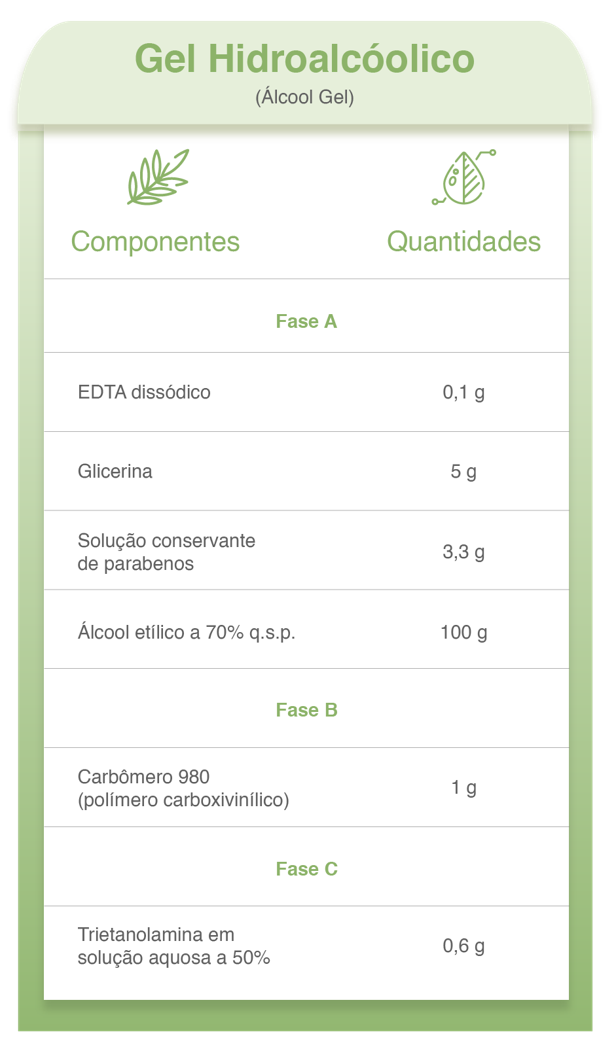 Gel Hidroalcóolico
(Álcool Gel)
Componentes
Quantidades
Fase A
EDTA dissódico
0,1 g
Glicerina
5 g
Solução conservante
de parabenos
3,3 g
Álcool etílico a 70% q.s.p.
100 g
Fase B
Carbômero 980
(polímero carboxivinílico)
1 g
Fase C
Trietanolamina em
solução aquosa a 50%
0,6 g